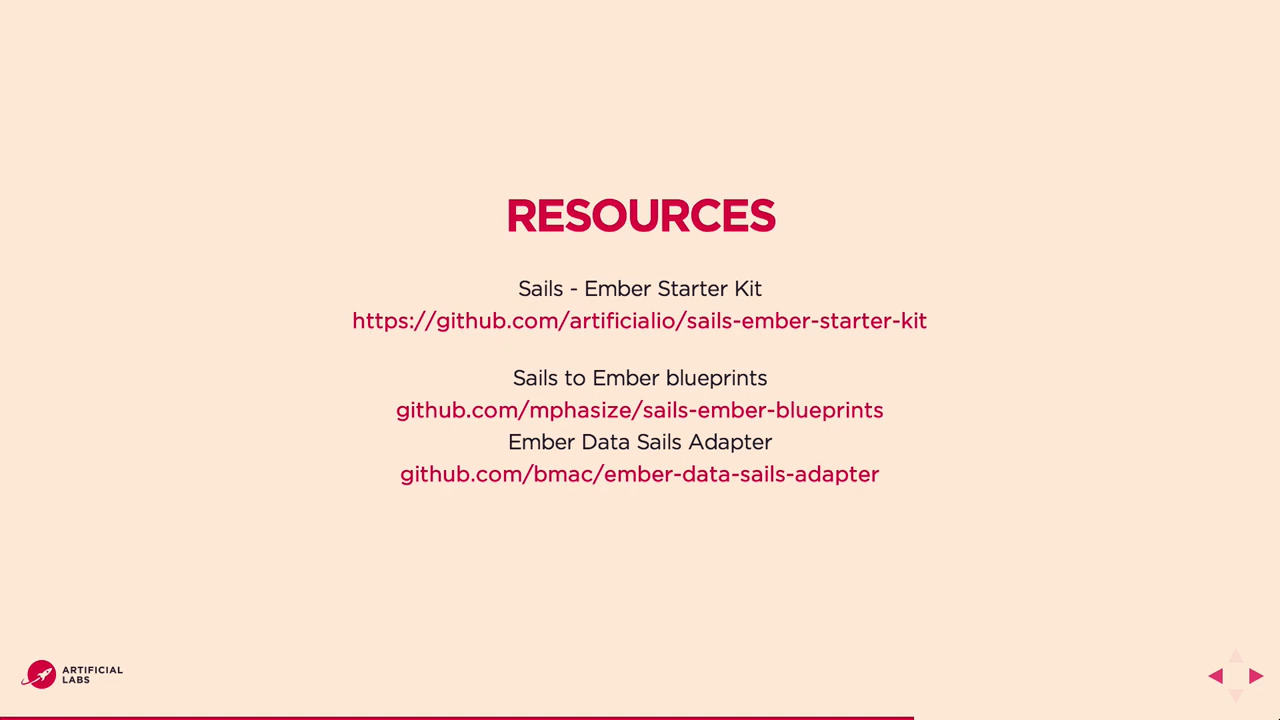 RESOURCES
Sails - Ember Starter Kit
https://github.com/artificialio/sails-ember-starter-kit
Sails to Ember blueprints
github.com/mphasize/sails-ember-blueprints
Ember Data Sails Adapter
github.com/bmac/ember-data-sails-adapter
ARTIFICIAL
LABS